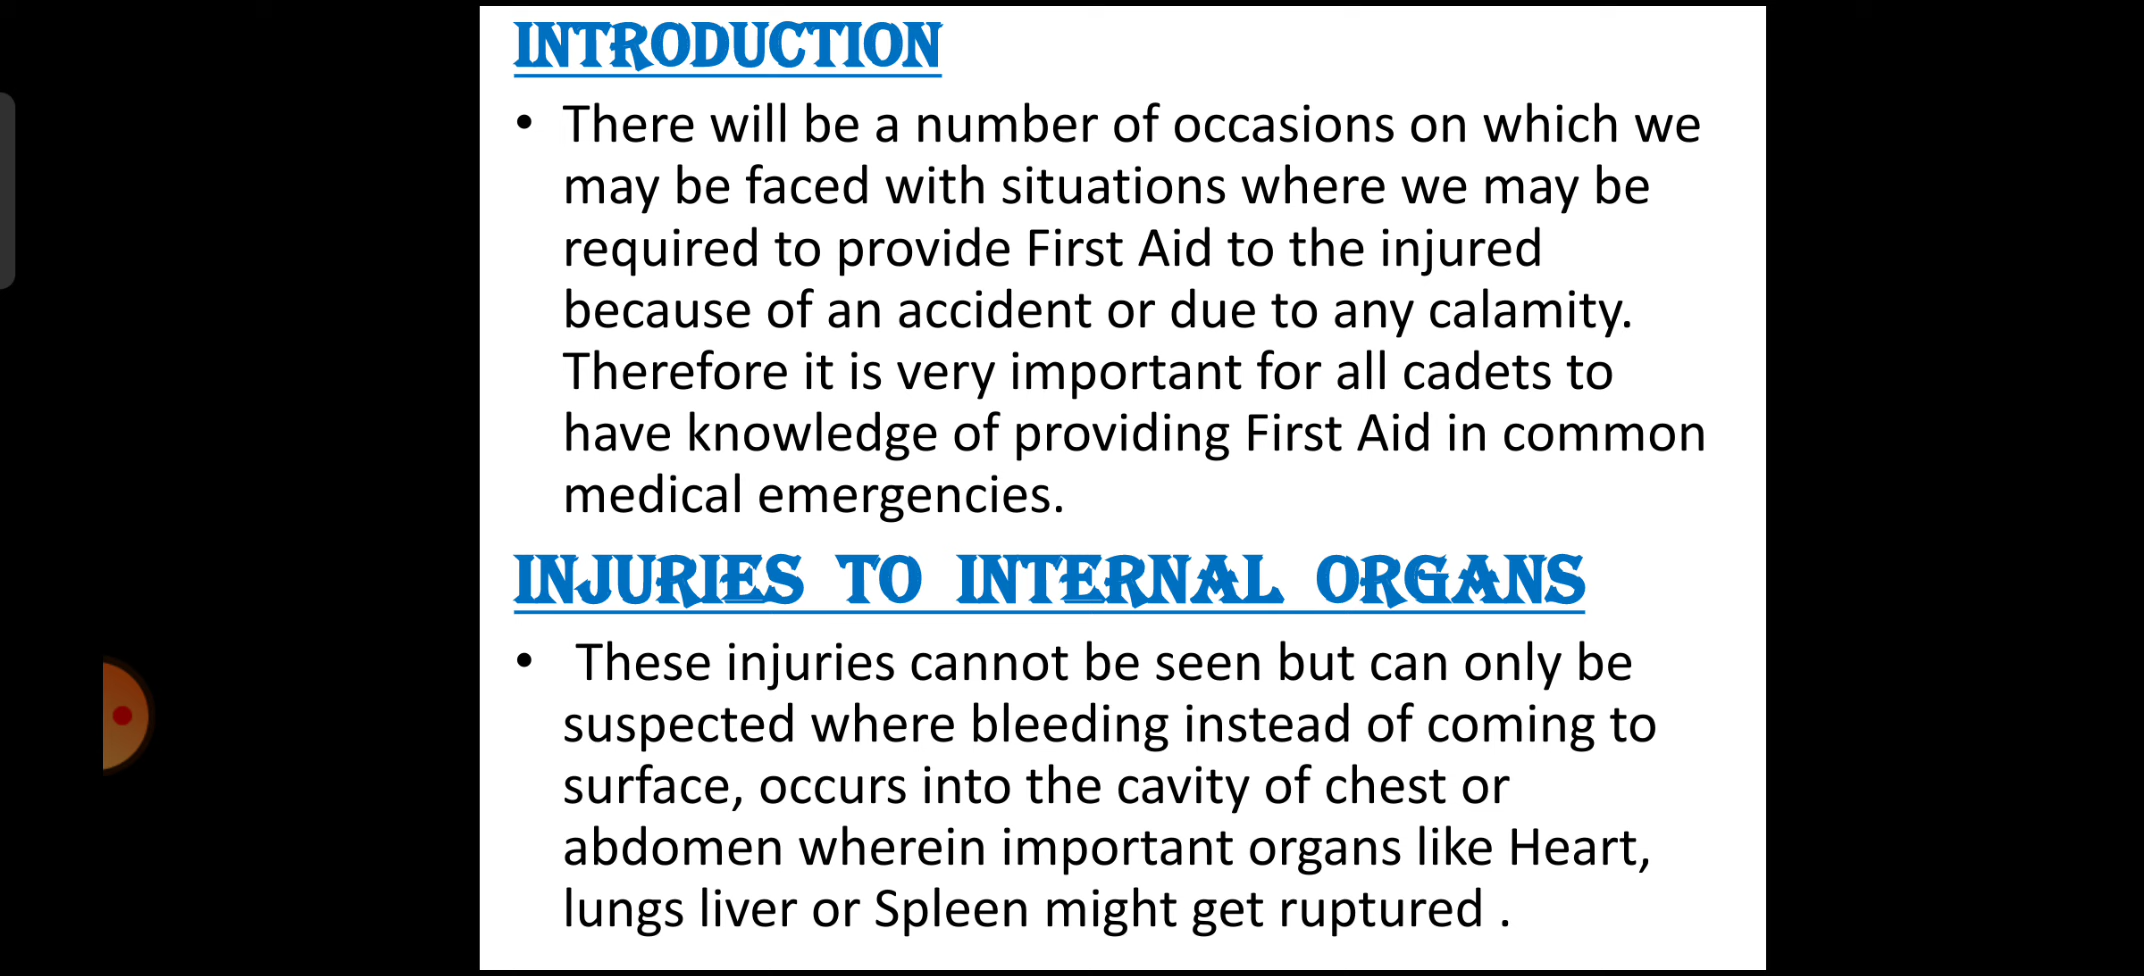 INTRODUCTION
• There will be a number of occasions on which we
may be faced with situations where we may be
required to provide First Aid to the injured
because of an accident or due to any calamity.
Therefore it is very important for all cadets to
have knowledge of providing First Aid in common
medical emergencies.
INJURIES TO INTERNAL ORGANS
• These injuries cannot be seen but can only be
suspected where bleeding instead of coming to
surface, occurs into the cavity of chest or
abdomen wherein important organs like Heart,
lungs liver or Spleen might get ruptured .